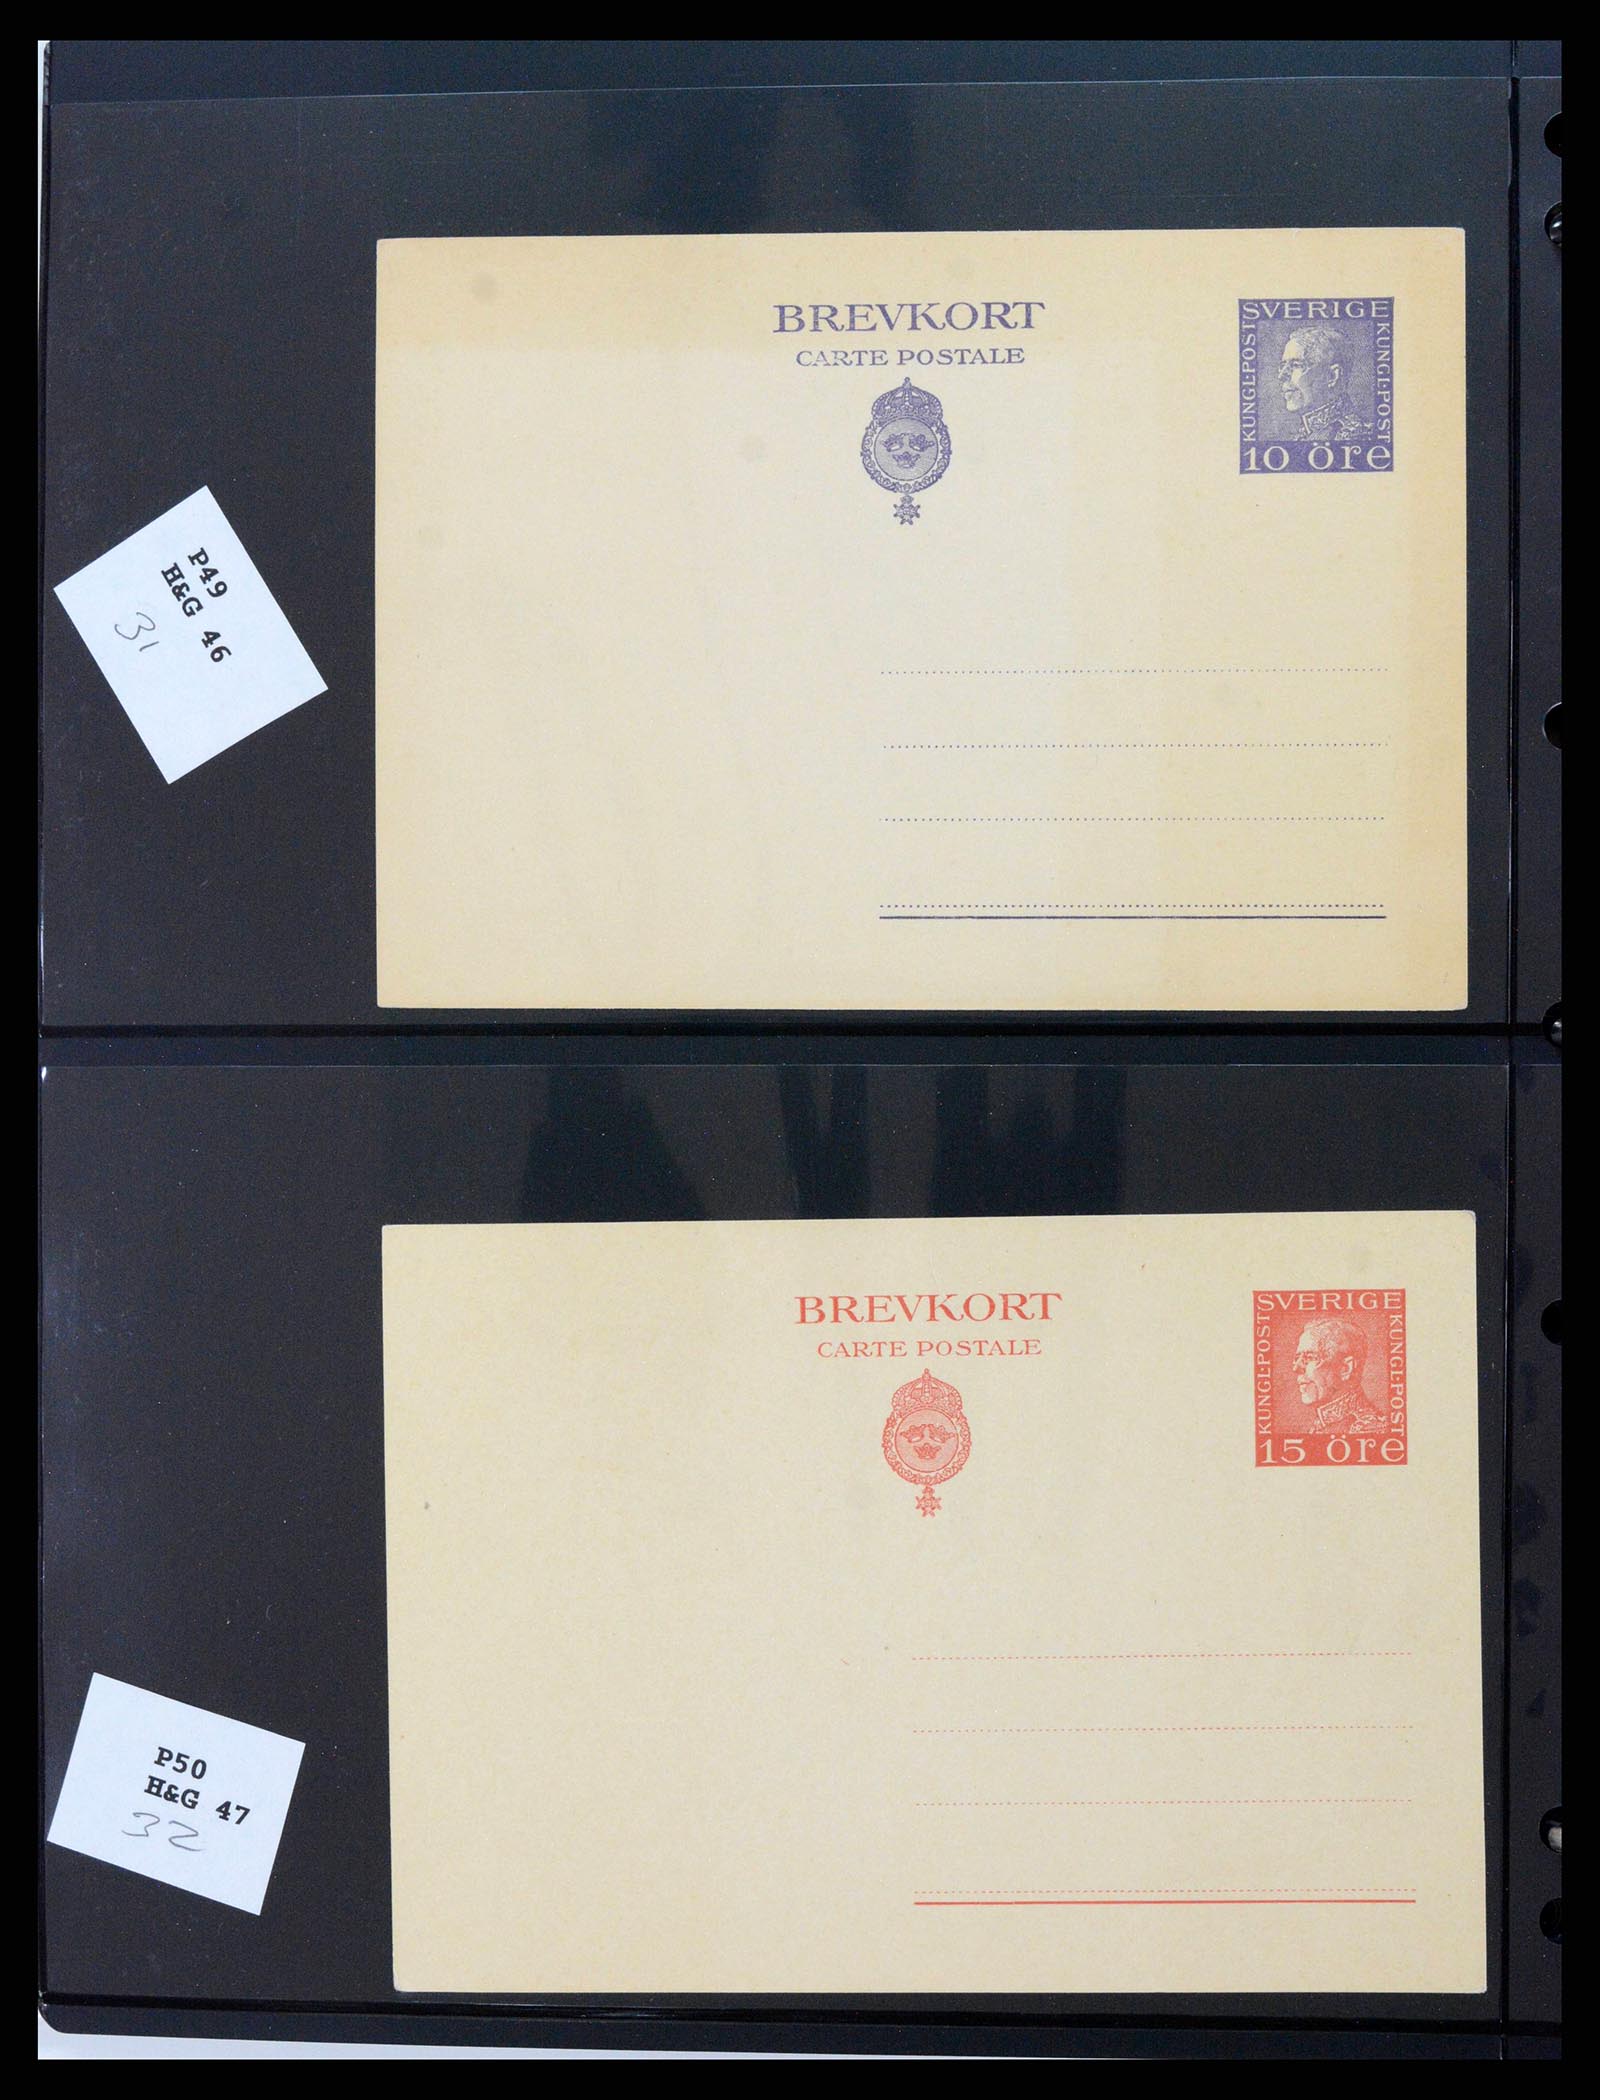 BREVKORT
CARTE POSTALE
SVERIGE
KUNGL·POST
KUNGL·POST
10 öre
P49
H&G 46
31
BREVKORT
CARTE POSTALE
SVERIGE
KUNGL·POST
KUNGL·POST
15 öre
P50
H&G 47
32